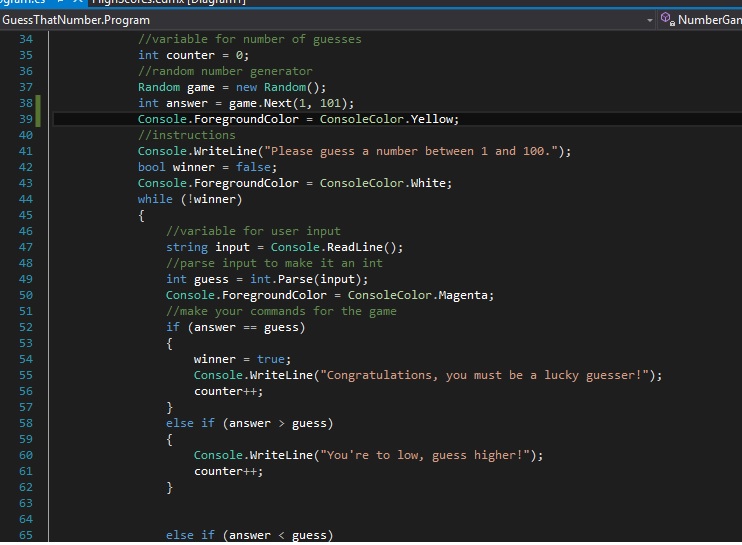 HighScores.edmx [Diagram1]
GuessThatNumber.Program
34 //variable for number of guesses
35 int counter = 0;
36 //random number generator
37 Random game = new Random();
38 int answer = game.Next(1, 101);
39 Console.ForegroundColor = ConsoleColor.Yellow;
40 //instructions
41 Console.WriteLine("Please guess a number between 1 and 100.");
42 bool winner = false;
43 Console.ForegroundColor = ConsoleColor.White;
44 while (!winner)
45 {
46 //variable for user input
47 string input = Console.ReadLine();
48 //parse input to make it an int
49 int guess = int.Parse(input);
50 Console.ForegroundColor = ConsoleColor.Magenta;
51 //make your commands for the game
52 if (answer == guess)
53 {
54 winner = true;
55 Console.WriteLine("Congratulations, you must be a lucky guesser!");
56 counter++;
57 }
58 else if (answer > guess)
59 {
60 Console.WriteLine("You're to low, guess higher!");
61 counter++;
62 }
63
64
65 else if (answer < guess)